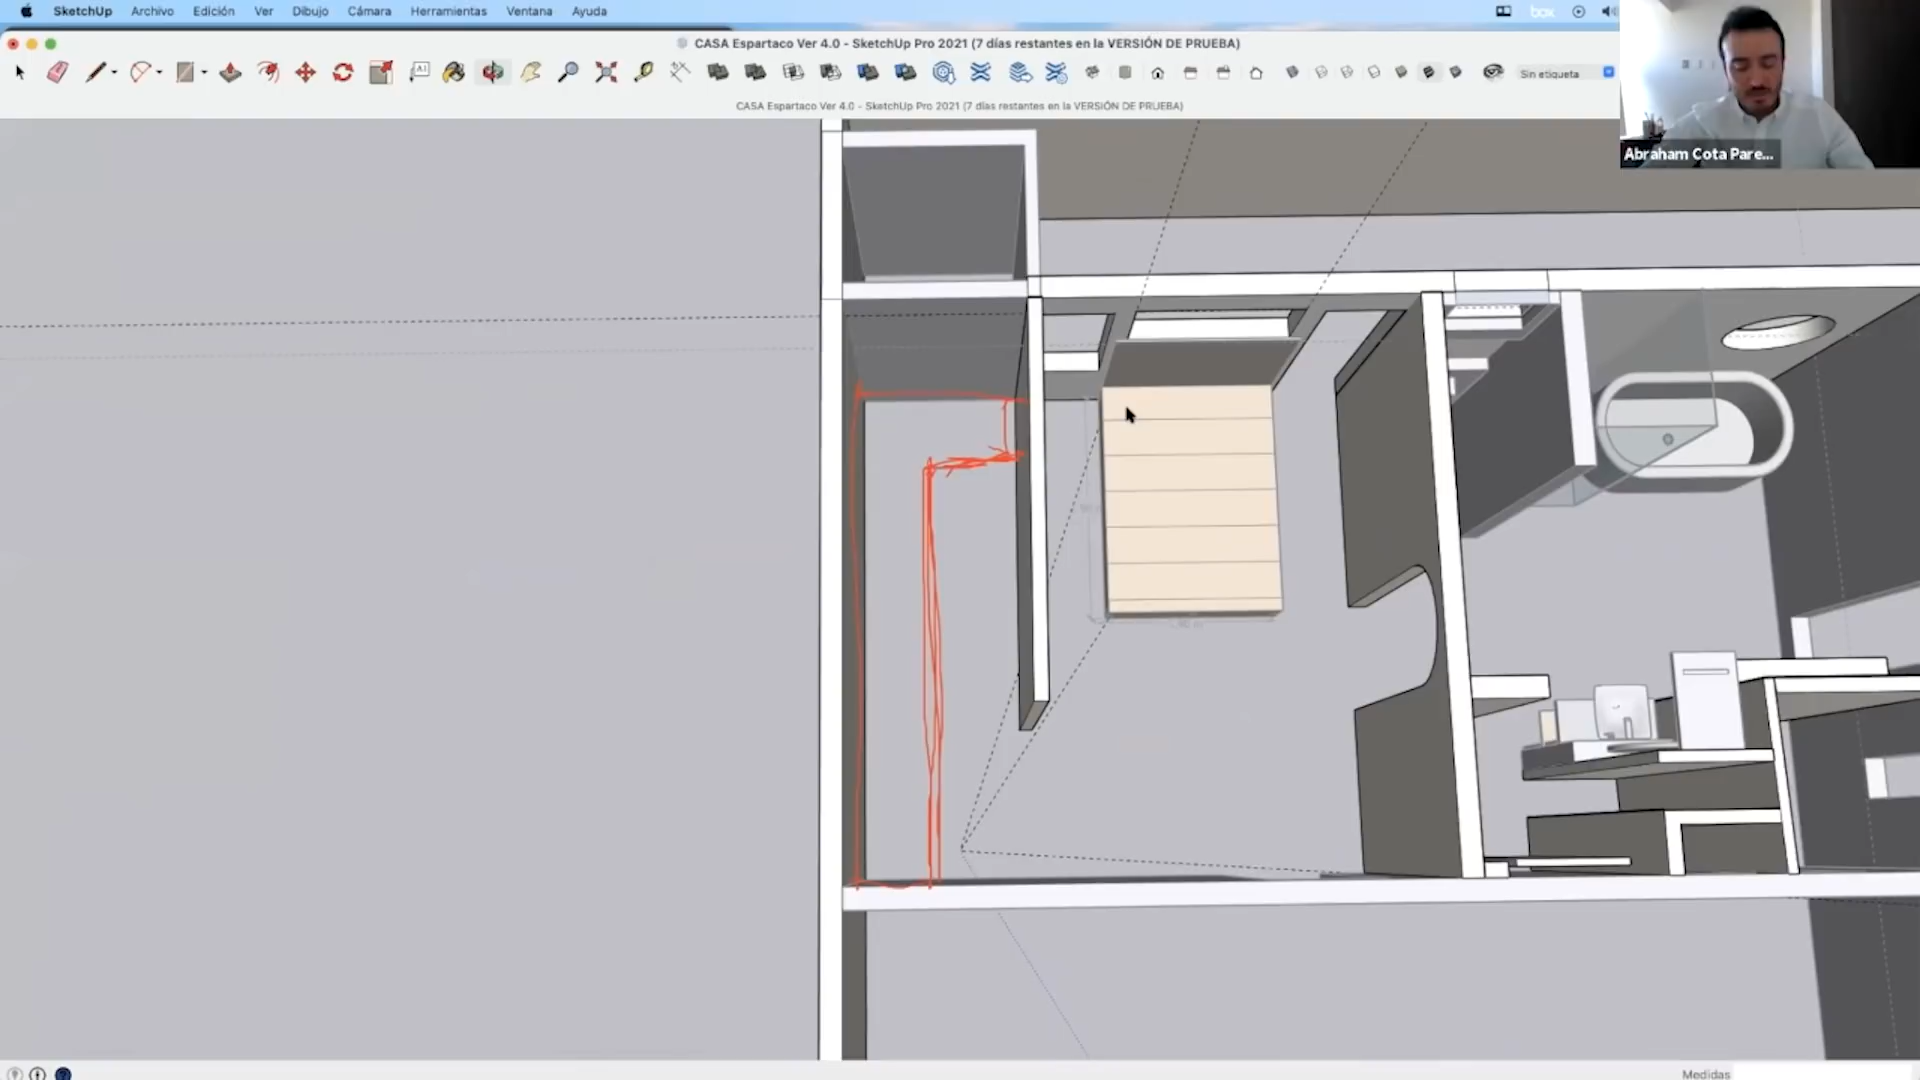 SketchUp Archivo Edición Ver Dibujo Cámara Herramientas Ventana Ayuda
box
CASA Espartaco Ver 4.0 - SketchUp Pro 2021 (7 días restantes en la VERSIÓN DE PRUEBA)
Sin etiqueta
CASA Espartaco Ver 4.0 - SketchUp Pro 2021 (7 días restantes en la VERSIÓN DE PRUEBA)
Abraham Cota Pare...
Medidas